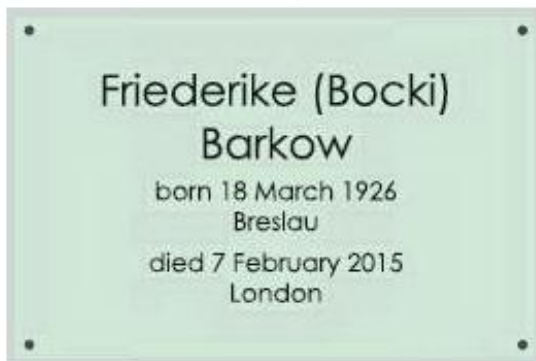 Friederike (Bocki)
Barkow
born 18 March 1926
Breslau
died 7 February 2015
London